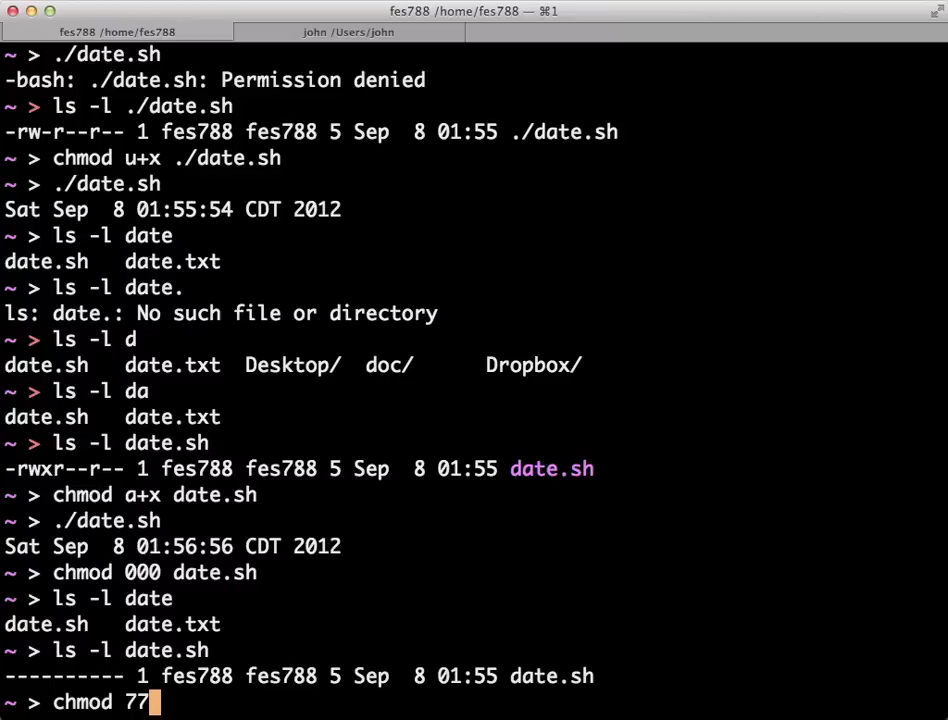 fes788 /home/fes788 — ⌘1
fes788 /home/fes788 john /Users/john
~ > ./date.sh
-bash: ./date.sh: Permission denied
~ > ls -l ./date.sh
-rw-r--r-- 1 fes788 fes788 5 Sep  8 01:55 ./date.sh
~ > chmod u+x ./date.sh
~ > ./date.sh
Sat Sep  8 01:55:54 CDT 2012
~ > ls -l date
date.sh   date.txt
~ > ls -l date.
ls: date.: No such file or directory
~ > ls -l d
date.sh   date.txt  Desktop/  doc/      Dropbox/
~ > ls -l da
date.sh   date.txt
~ > ls -l date.sh
-rwxr--r-- 1 fes788 fes788 5 Sep  8 01:55 date.sh
~ > chmod a+x date.sh
~ > ./date.sh
Sat Sep  8 01:56:56 CDT 2012
~ > chmod 000 date.sh
~ > ls -l date
date.sh   date.txt
~ > ls -l date.sh
---------- 1 fes788 fes788 5 Sep  8 01:55 date.sh
~ > chmod 77